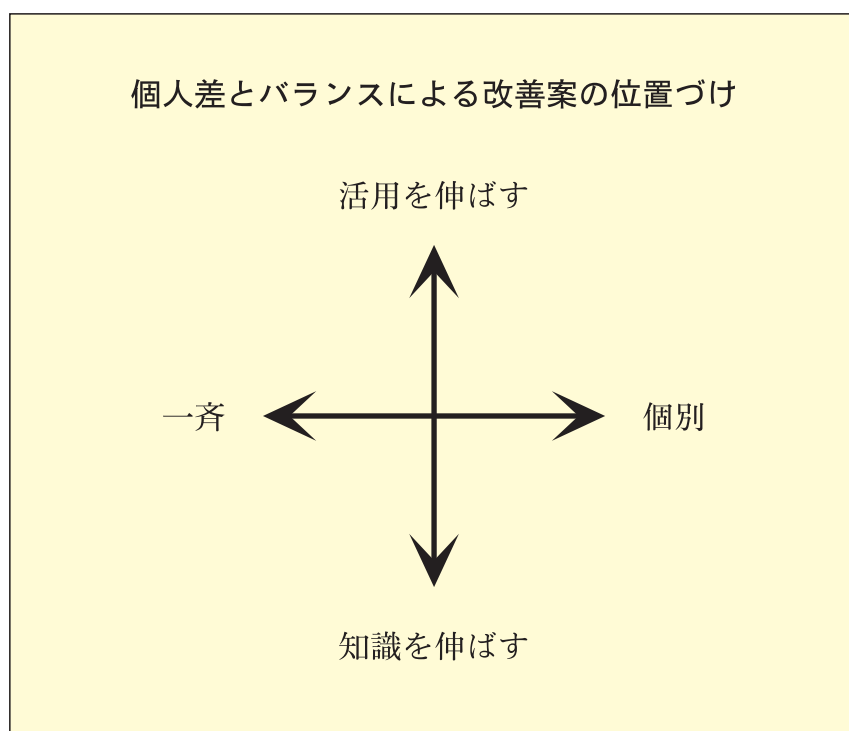 個人差とバランスによる改善案の位置づけ
活用を伸ばす
一斉
個別
知識を伸ばす